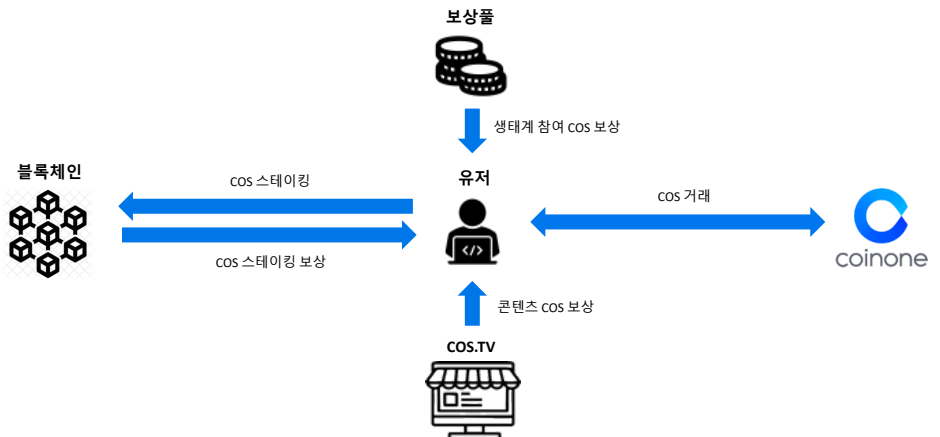 보상풀
생태계 참여 COS 보상
블록체인
COS 스테이킹
유저
COS 거래
coinone
COS 스테이킹 보상
콘텐츠 COS 보상
COS.TV